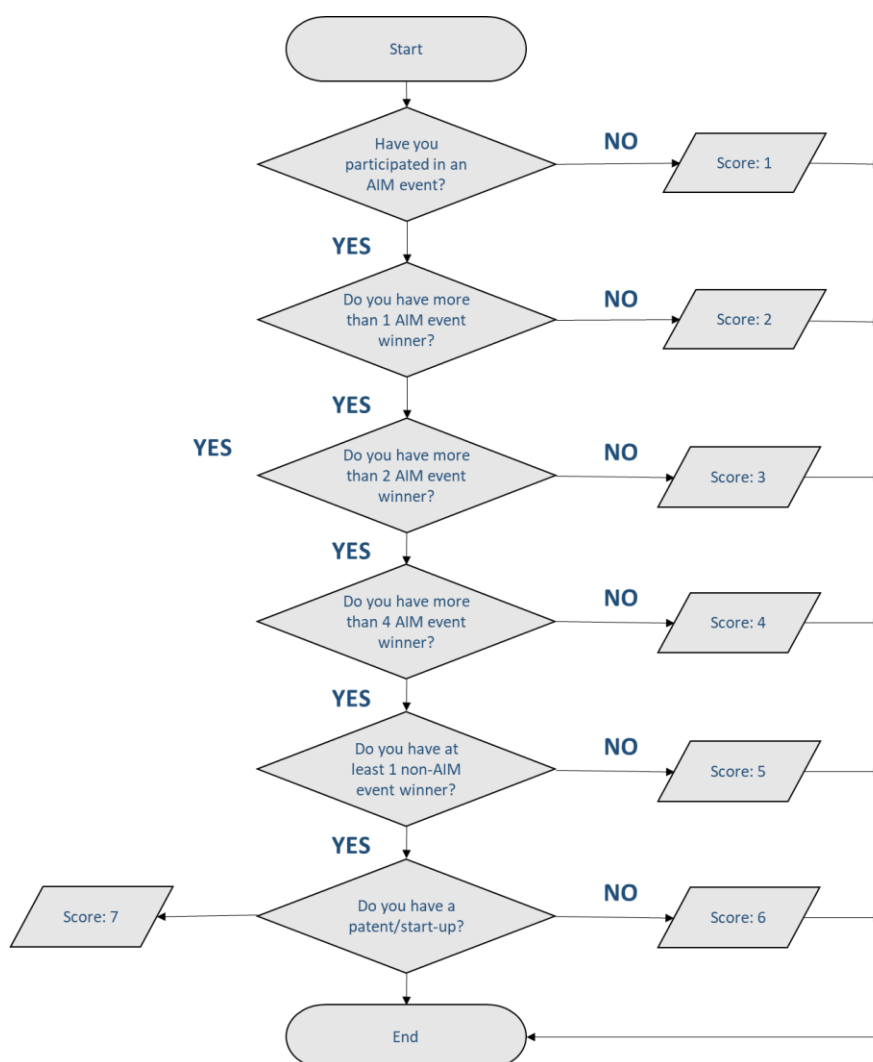 Start
Have you
participated in an
AIM event?
NO
Score: 1
YES
Do you have more
than 1 AIM event
winner?
NO
Score: 2
YES
YES
Do you have more
than 2 AIM event
winner?
NO
Score: 3
YES
Do you have more
than 4 AIM event
winner?
NO
Score: 4
YES
Do you have at
least 1 non-AIM
event winner?
NO
Score: 5
YES
Score: 7
Do you have a
patent/start-up?
NO
Score: 6
End